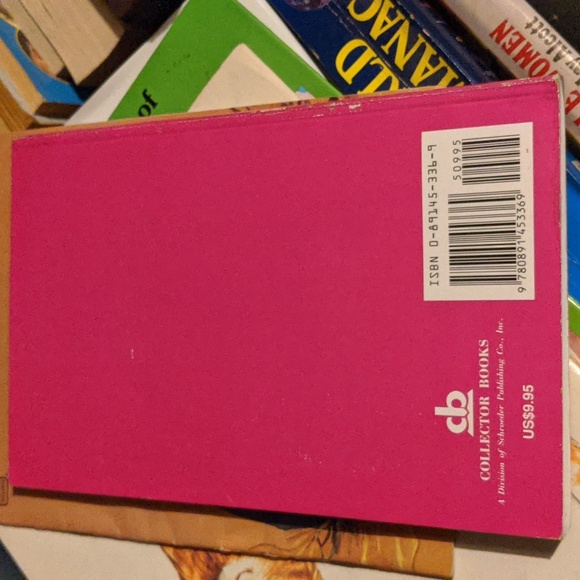 ISBN 0-89145-336-9
50995
9 780891 453369
cb
COLLECTOR BOOKS
A Division of Schroeder Publishing Co., Inc.
US$9.95
of
Alcott